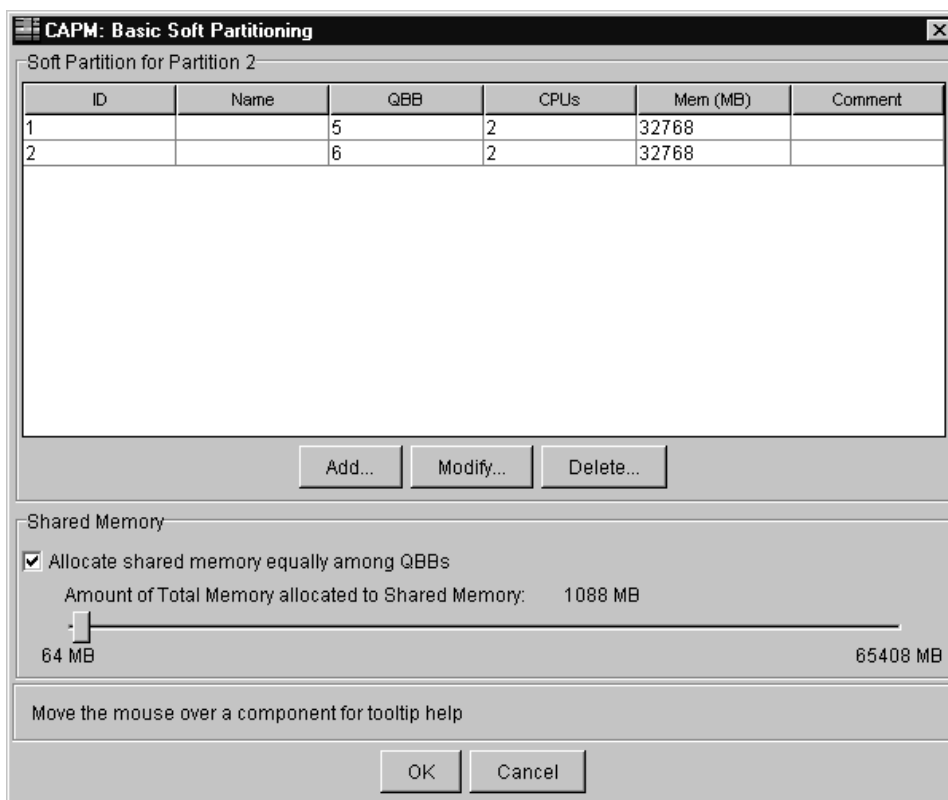 CAPM: Basic Soft Partitioning
Soft Partition for Partition 2
ID Name QBB CPUs Mem (MB) Comment
1 5 2 32768
2 6 2 32768
Add... Modify... Delete...
Shared Memory
Allocate shared memory equally among QBBs
Amount of Total Memory allocated to Shared Memory: 1088 MB
64 MB 65408 MB
Move the mouse over a component for tooltip help
OK Cancel